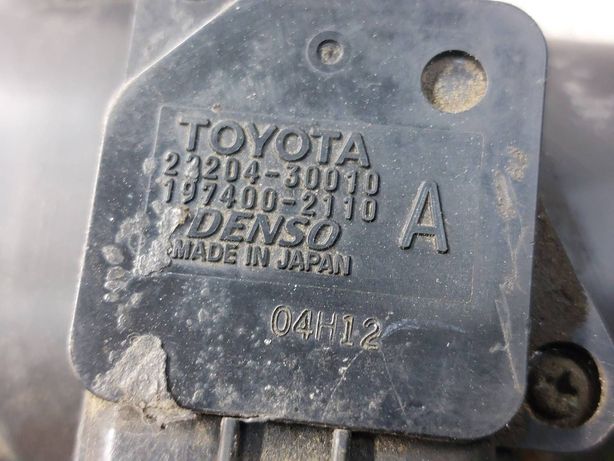 TOYOTA
22204-30010
197400-2110
DENSO
MADE IN JAPAN
A
04H12